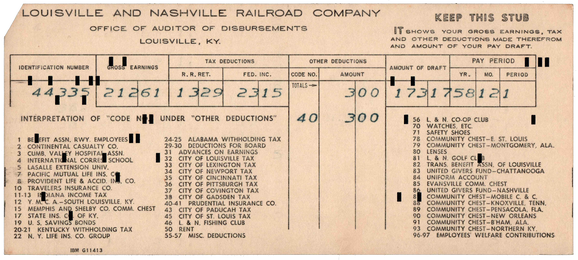 LOUISVILLE AND NASHVILLE RAILROAD COMPANY
OFFICE OF AUDITOR OF DISBURSEMENTS
LOUISVILLE, KY.
KEEP THIS STUB
IT SHOWS YOUR GROSS EARNINGS, TAX
AND OTHER DEDUCTIONS MADE THEREFROM
AND AMOUNT OF YOUR PAY DRAFT.
IDENTIFICATION NUMBER GROSS EARNINGS TAX DEDUCTIONS OTHER DEDUCTIONS AMOUNT OF DRAFT PAY PERIOD
R. R. RET. FED. INC. CODE NO. AMOUNT YR. MO. PERIOD
44335 21261 1329 2315 TOTALS 300 17317 58 12 1
INTERPRETATION OF "CODE NO." UNDER "OTHER DEDUCTIONS" 40 300
1 BENEFIT ASSN. RWY. EMPLOYEES
2 CONTINENTAL CASUALTY CO.
3 CUMB. VALLEY HOSPITAL ASSN.
4 INTERNATIONAL CORRES SCHOOL
5 LASALLE EXTENSION UNIV.
7 PACIFIC MUTUAL LIFE INS. CO.
8 PROVIDENT LIFE & ACCID. INS. CO.
10 TRAVELERS INSURANCE CO.
11-13 INDIANA INCOME TAX
12 Y. M. C. A.-SOUTH LOUISVILLE, KY.
15 MEMPHIS AND SHELBY CO. COMM. CHEST
17 STATE INS. CO. OF KY.
19 U. S. SAVINGS BONDS
20-21 KENTUCKY WITHHOLDING TAX
22 N. Y. LIFE INS. CO. GROUP
24-25 ALABAMA WITHHOLDING TAX
29-30 DEDUCTIONS BY ROAD
31 ADVANCES ON EARNINGS
32 CITY OF LOUISVILLE TAX
33 CITY OF LEXINGTON TAX
34 CITY OF NEWPORT TAX
35 CITY OF CINCINNATI TAX
36 CITY OF PITTSBURGH TAX
37 CITY OF COVINGTON TAX
38 CITY OF GADSDEN TAX
40-41 PRUDENTIAL INSURANCE CO.
43 CITY OF PADUCAH TAX
45 CITY OF ST. LOUIS TAX
46 L. & N. FISHING CLUB
50 RENT
55-57 MISC. DEDUCTIONS
56 L. & N. CO-OP CLUB
70 WATCHES, ETC.
71 SAFETY SHOES
78 COMMUNITY CHEST-E. ST. LOUIS
79 COMMUNITY CHEST-MONTGOMERY, ALA.
80 LENSES
81 L. & N. GOLF CLUB
82 TRANS. BENEFIT ASSN. OF LOUISVILLE
83 UNITED GIVERS FUND-CHATTANOOGA
84 UNIFORM ACCOUNT
85 EVANSVILLE COMM. CHEST
86 UNITED GIVERS FUND-NASHVILLE
COMMUNITY CHEST-MOBILE C. & C.
88 COMMUNITY CHEST-KNOXVILLE, TENN.
89 COMMUNITY CHEST-PENSACOLA, FLA.
90 COMMUNITY CHEST-NEW ORLEANS
91 COMMUNITY CHEST-B'HAM, ALA.
93 COMMUNITY CHEST-NORTHERN KY.
96-97 EMPLOYEES' WELFARE CONTRIBUTIONS
IBM G11413